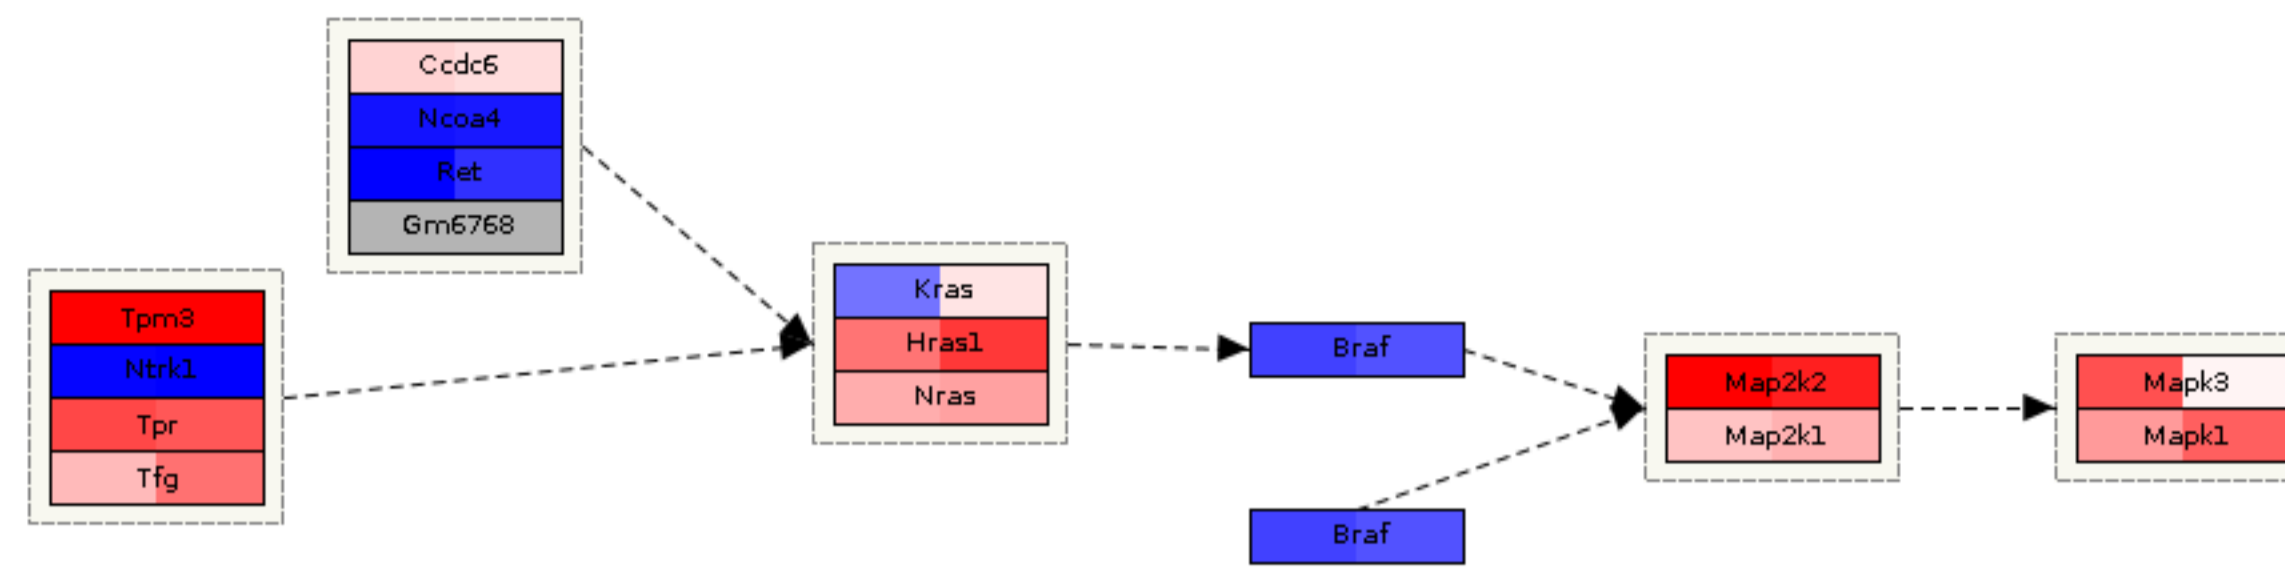 Ccdc6
Ncoa4
Ret
Gm6768
Tpm3
Ntrk1
Tpr
Tfg
Kras
Hras1
Nras
Braf
Braf
Map2k2
Map2k1
Mapk3
Mapk1